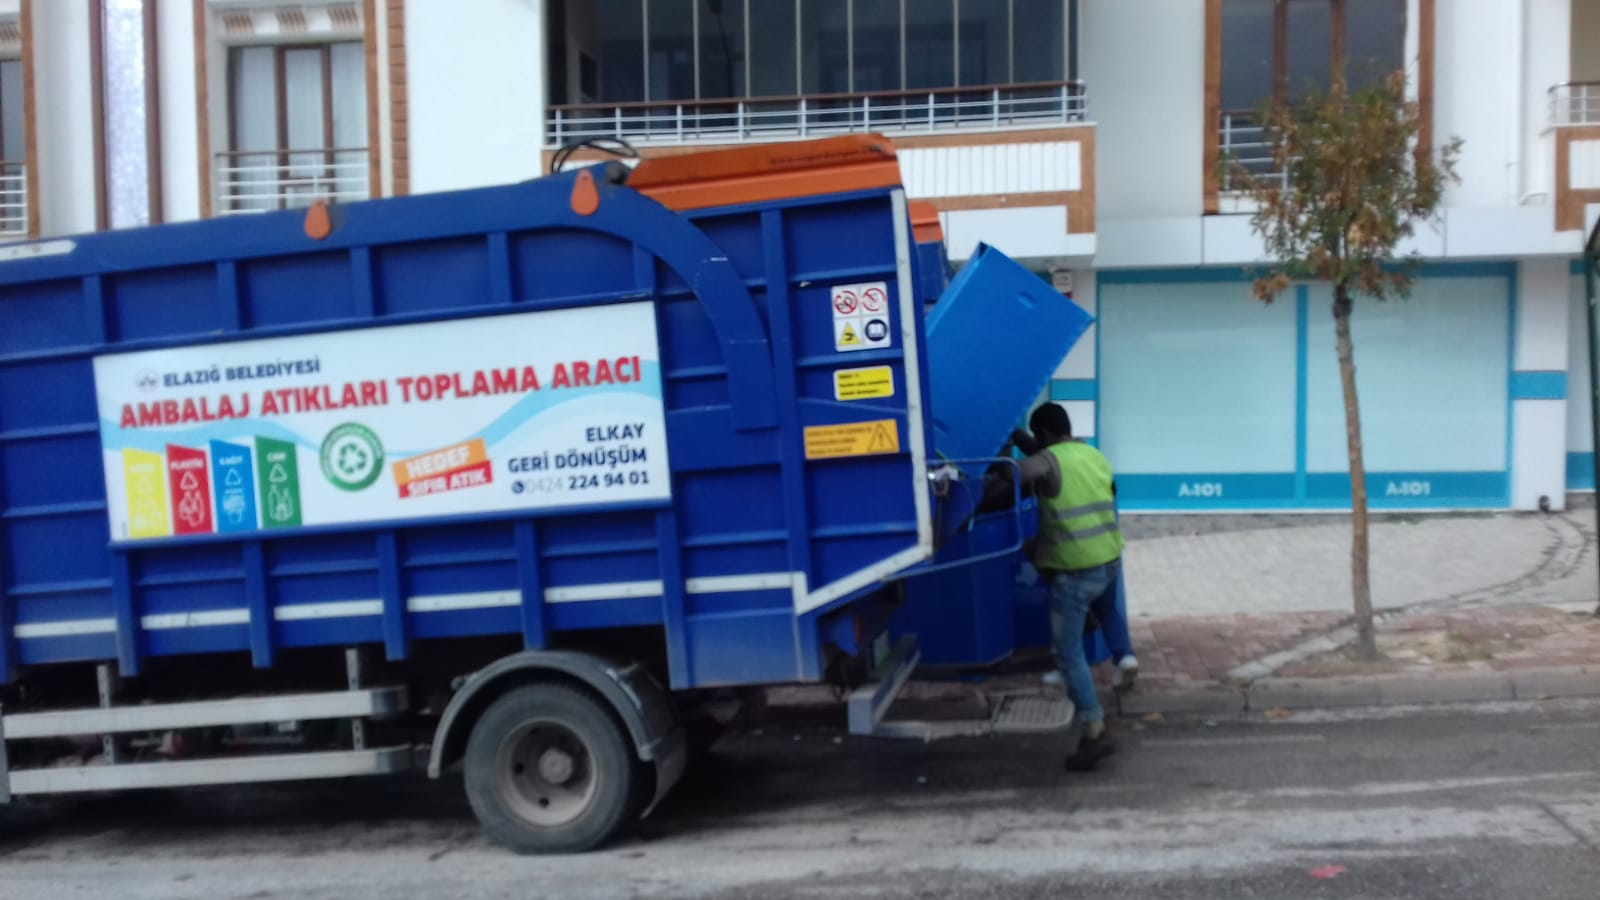 ELAZIĞ BELEDİYESİ
AMBALAJ ATIKLARI TOPLAMA ARACI
PLASTİK
KAĞIT
CAM
HEDEF
SIFIR ATIK
ELKAY
GERİ DÖNÜŞÜM
0424 224 94 01
A101
A101